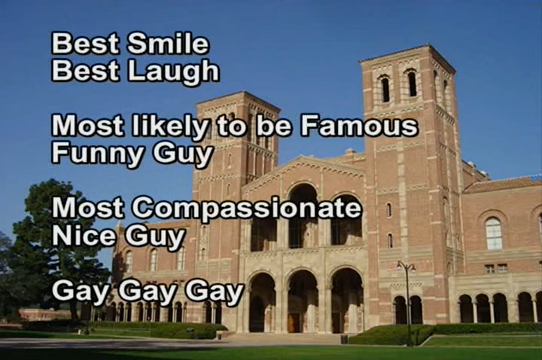 Best Smile
Best Laugh
Most likely to be Famous
Funny Guy
Most Compassionate
Nice Guy
Gay Gay Gay